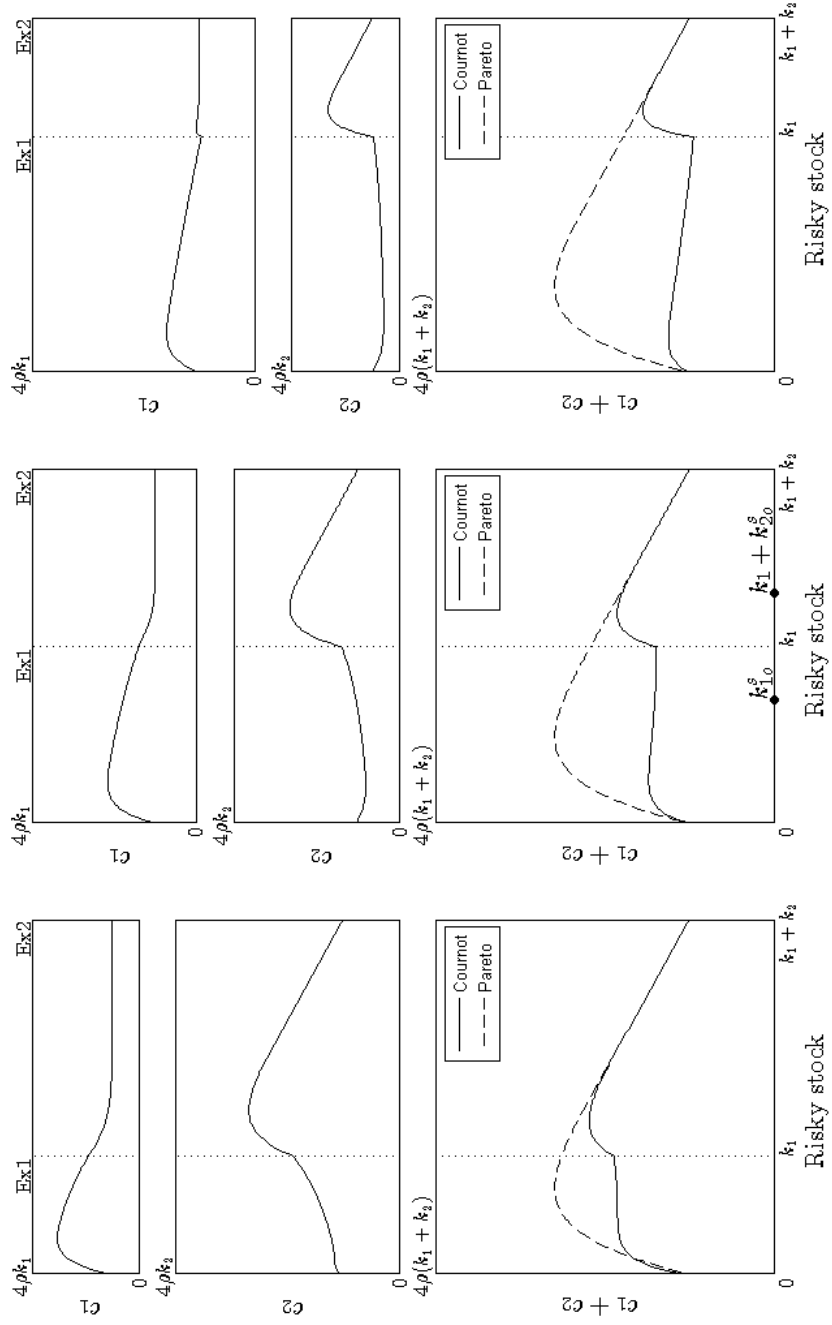 4ρk₁ Ex1 Ex2
c₁
0
4ρk₂
c₂
0
4ρ(k₁ + k₂)
Cournot
Pareto
c₁ + c₂
0 k₁ k₁ + k₂
Risky stock
4ρk₁ Ex1 Ex2
c₁
0
4ρk₂
c₂
0
4ρ(k₁ + k₂)
Cournot
Pareto
c₁ + c₂
kˢ₁ₒ k₁ + kˢ₂ₒ
0 k₁ k₁ + k₂
Risky stock
4ρk₁ Ex1 Ex2
c₁
0
4ρk₂
c₂
0
4ρ(k₁ + k₂)
Cournot
Pareto
c₁ + c₂
0 k₁ k₁ + k₂
Risky stock